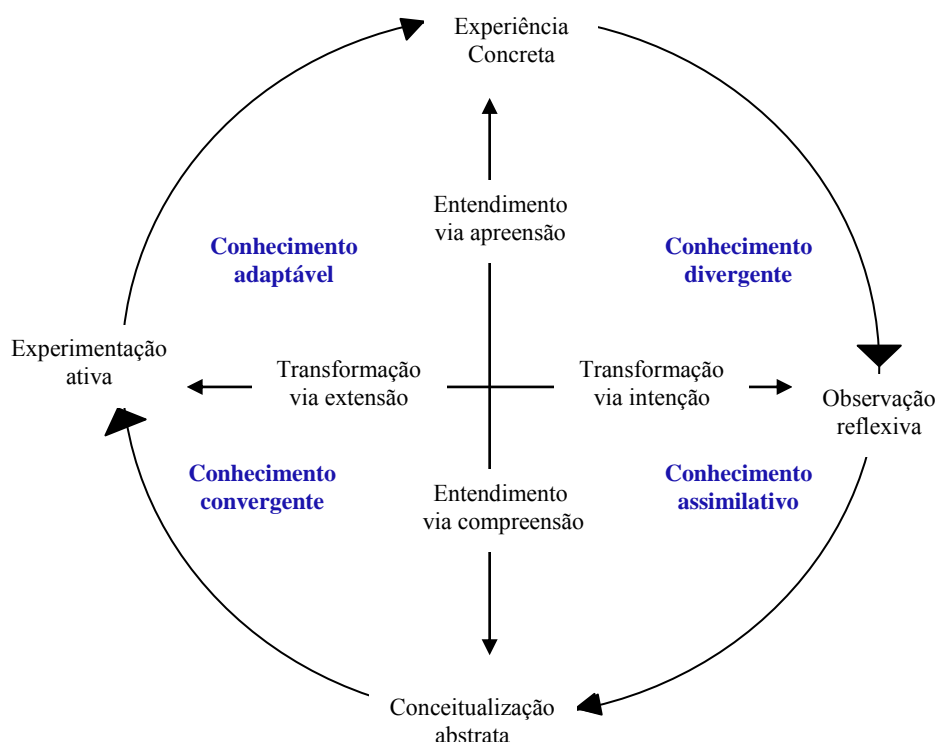 Experiência
Concreta
Entendimento
via apreensão
Conhecimento
adaptável
Conhecimento
divergente
Experimentação
ativa
Transformação
via extensão
Transformação
via intenção
Observação
reflexiva
Conhecimento
convergente
Entendimento
via compreensão
Conhecimento
assimilativo
Conceitualização
abstrata